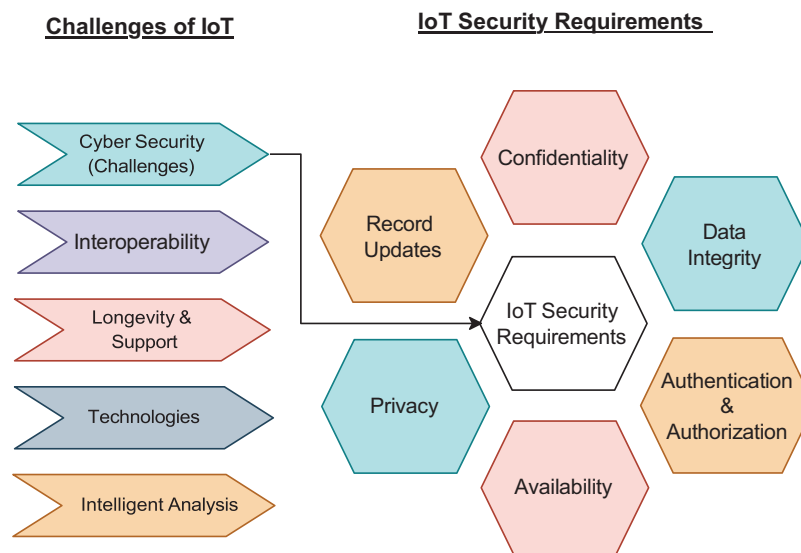 Challenges of IoT
IoT Security Requirements
Cyber Security
(Challenges)
Interoperability
Longevity &
Support
Technologies
Intelligent Analysis
Confidentiality
Record
Updates
Data
Integrity
IoT Security
Requirements
Privacy
Authentication
&
Authorization
Availability